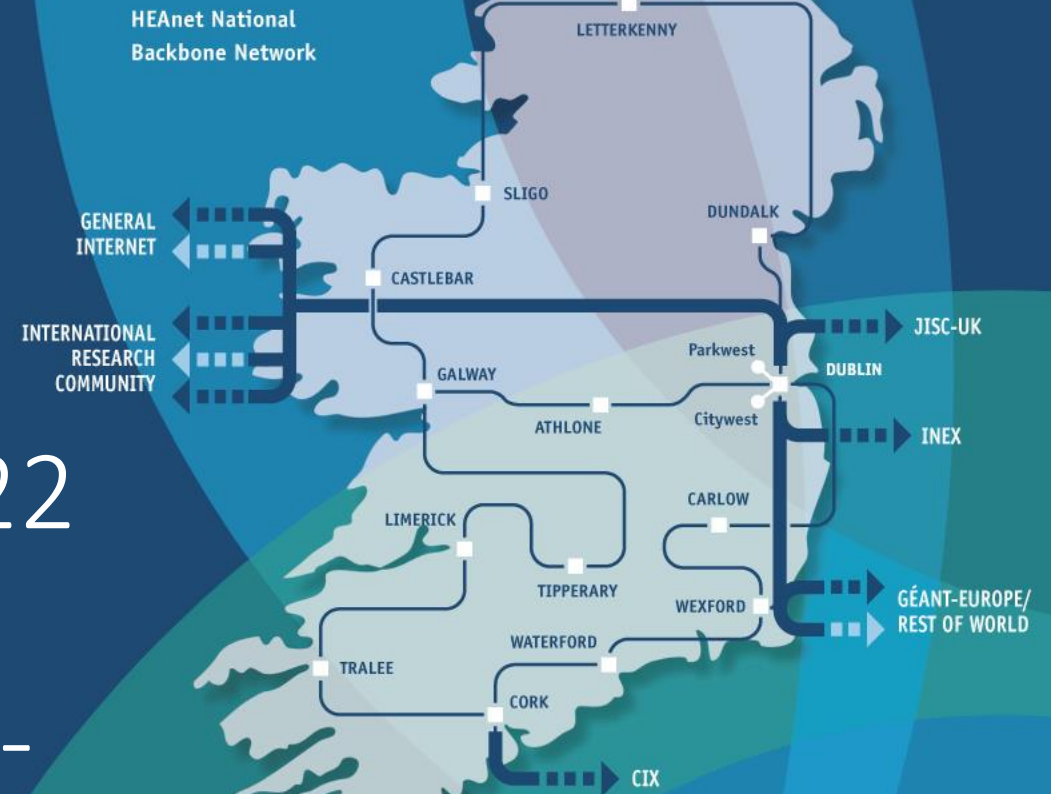 HEAnet National
Backbone Network
LETTERKENNY
SLIGO
DUNDALK
GENERAL
INTERNET
CASTLEBAR
INTERNATIONAL
RESEARCH
COMMUNITY
JISC-UK
Parkwest
DUBLIN
GALWAY
Citywest
ATHLONE
INEX
22
CARLOW
LIMERICK
TIPPERARY
WEXFORD
GÉANT-EUROPE/
REST OF WORLD
WATERFORD
TRALEE
CORK
-
CIX